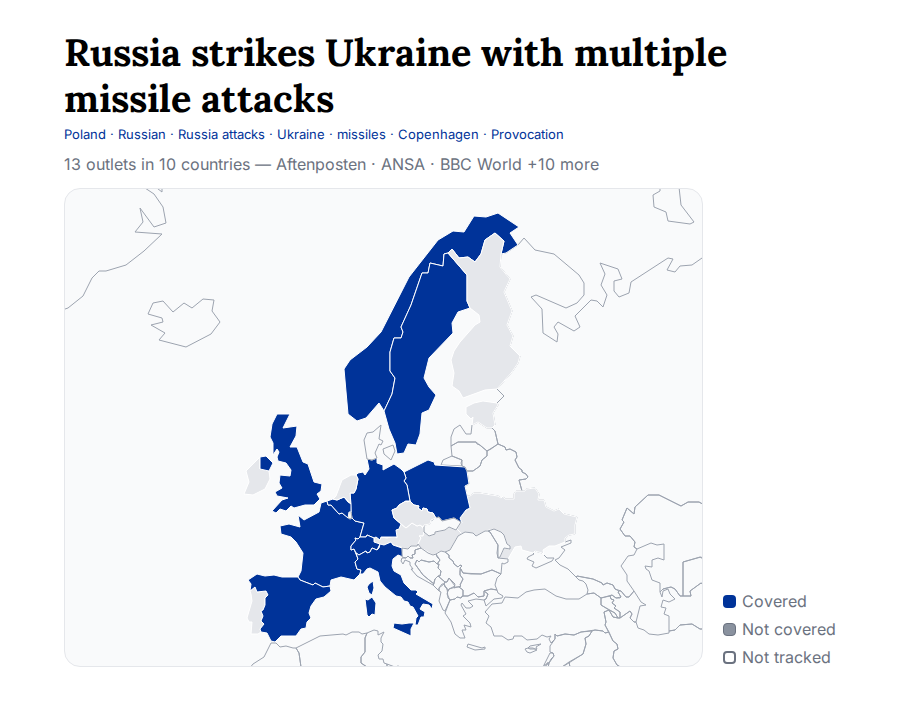 Russia strikes Ukraine with multiple
missile attacks
Poland · Russian · Russia attacks · Ukraine · missiles · Copenhagen · Provocation
13 outlets in 10 countries — Aftenposten · ANSA · BBC World +10 more
Covered
Not covered
Not tracked